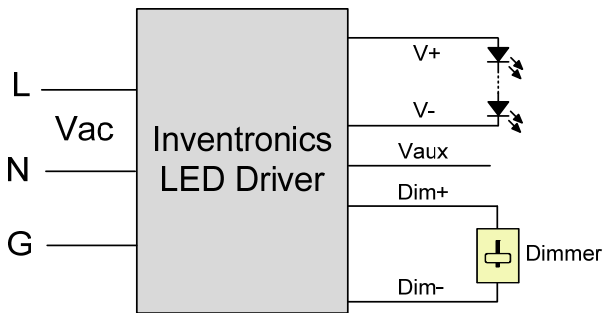 L
Vac
N
G
Inventronics
LED Driver
V+
V-
Vaux
Dim+
Dimmer
Dim-